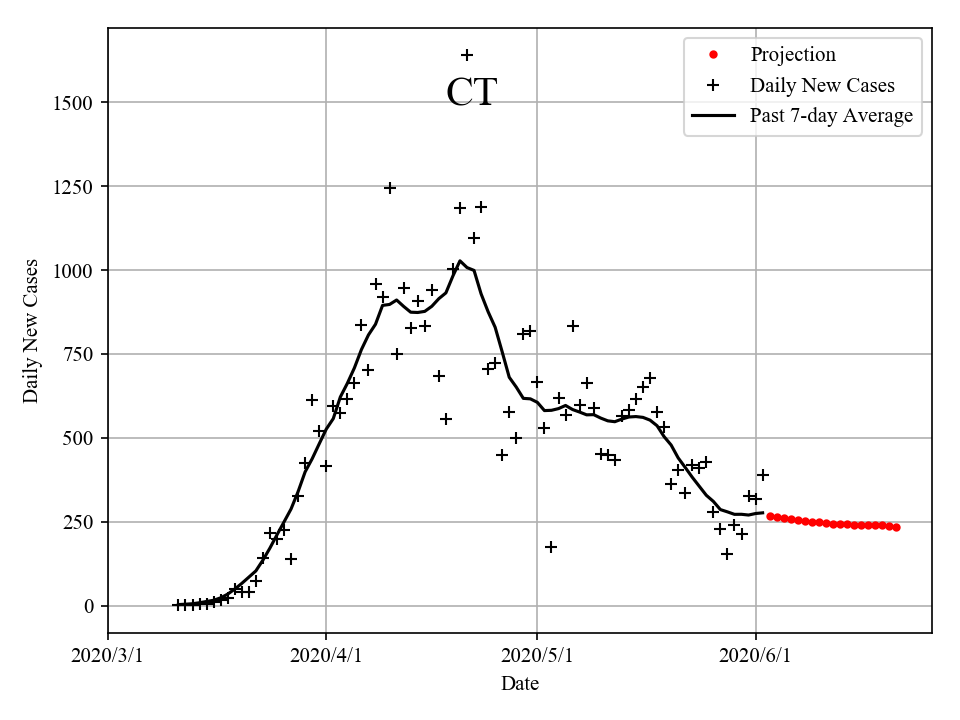 CT
Projection
Daily New Cases
Past 7-day Average
Daily New Cases
1500
1250
1000
750
500
250
0
2020/3/1 2020/4/1 2020/5/1 2020/6/1
Date